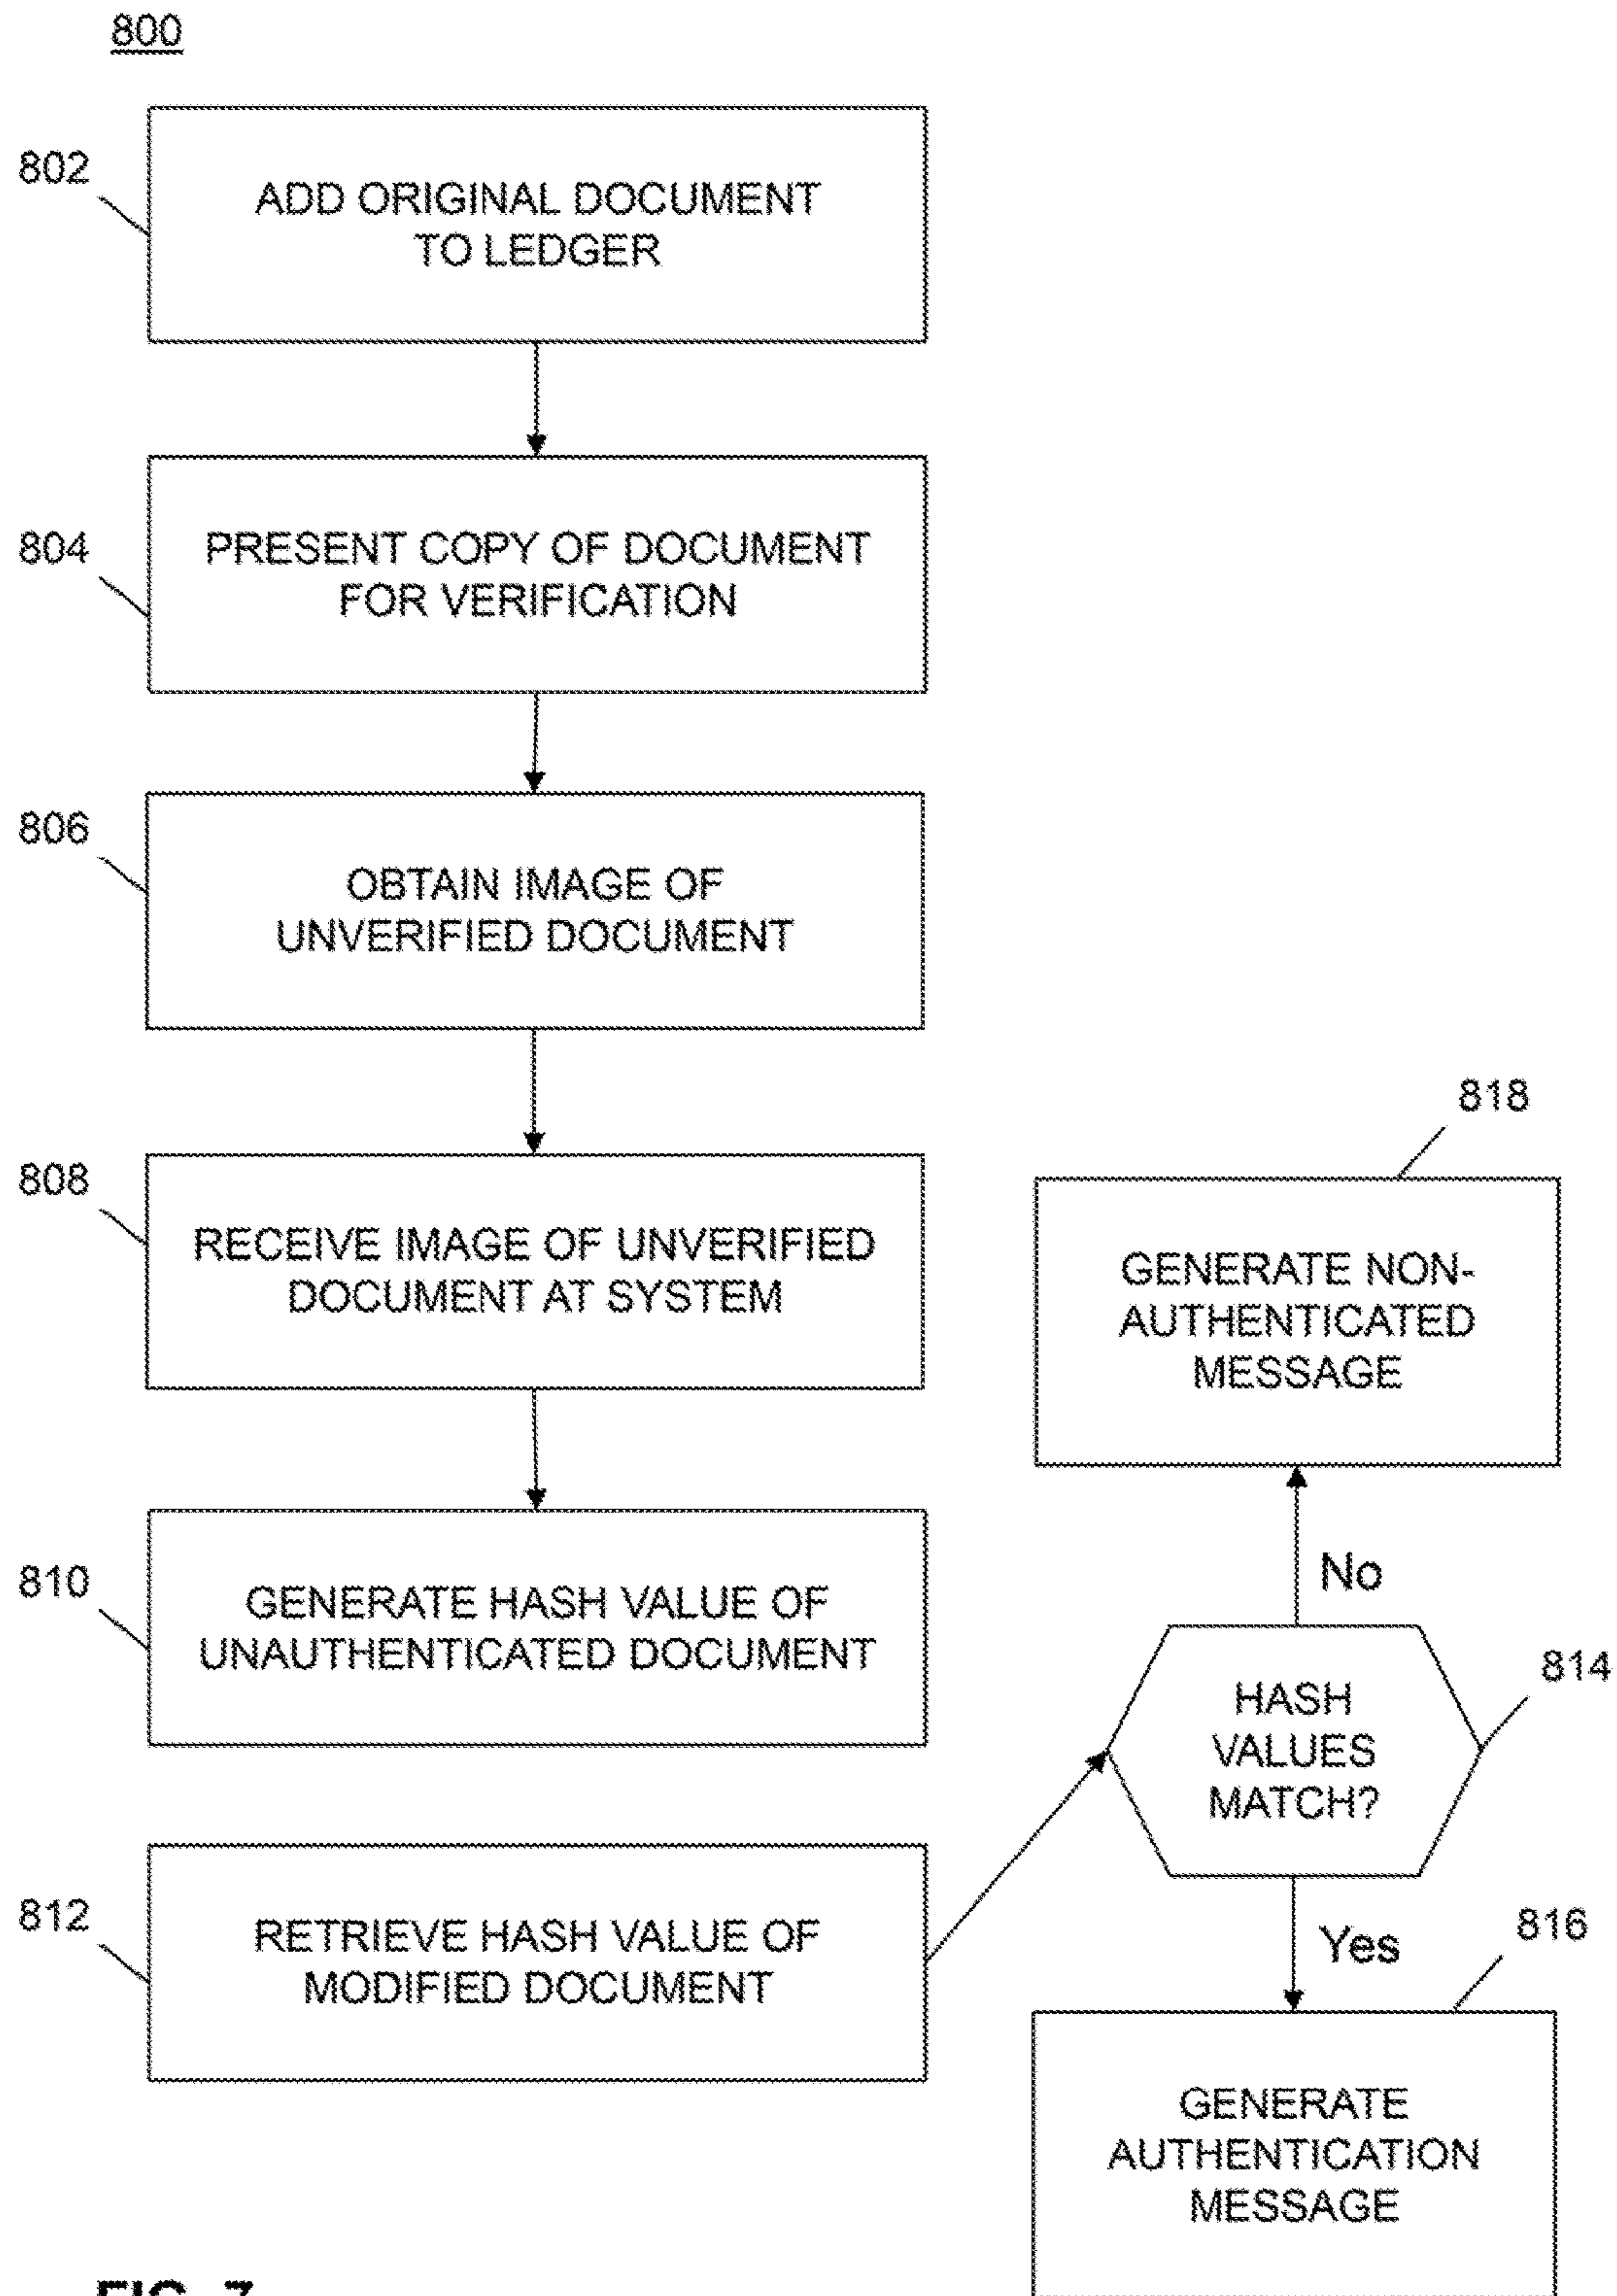 800
802
ADD ORIGINAL DOCUMENT
TO LEDGER
804
PRESENT COPY OF DOCUMENT
FOR VERIFICATION
806
OBTAIN IMAGE OF
UNVERIFIED DOCUMENT
808
RECEIVE IMAGE OF UNVERIFIED
DOCUMENT AT SYSTEM
810
GENERATE HASH VALUE OF
UNAUTHENTICATED DOCUMENT
812
RETRIEVE HASH VALUE OF
MODIFIED DOCUMENT
818
GENERATE NON-
AUTHENTICATED
MESSAGE
No
814
HASH
VALUES
MATCH?
Yes
816
GENERATE
AUTHENTICATION
MESSAGE